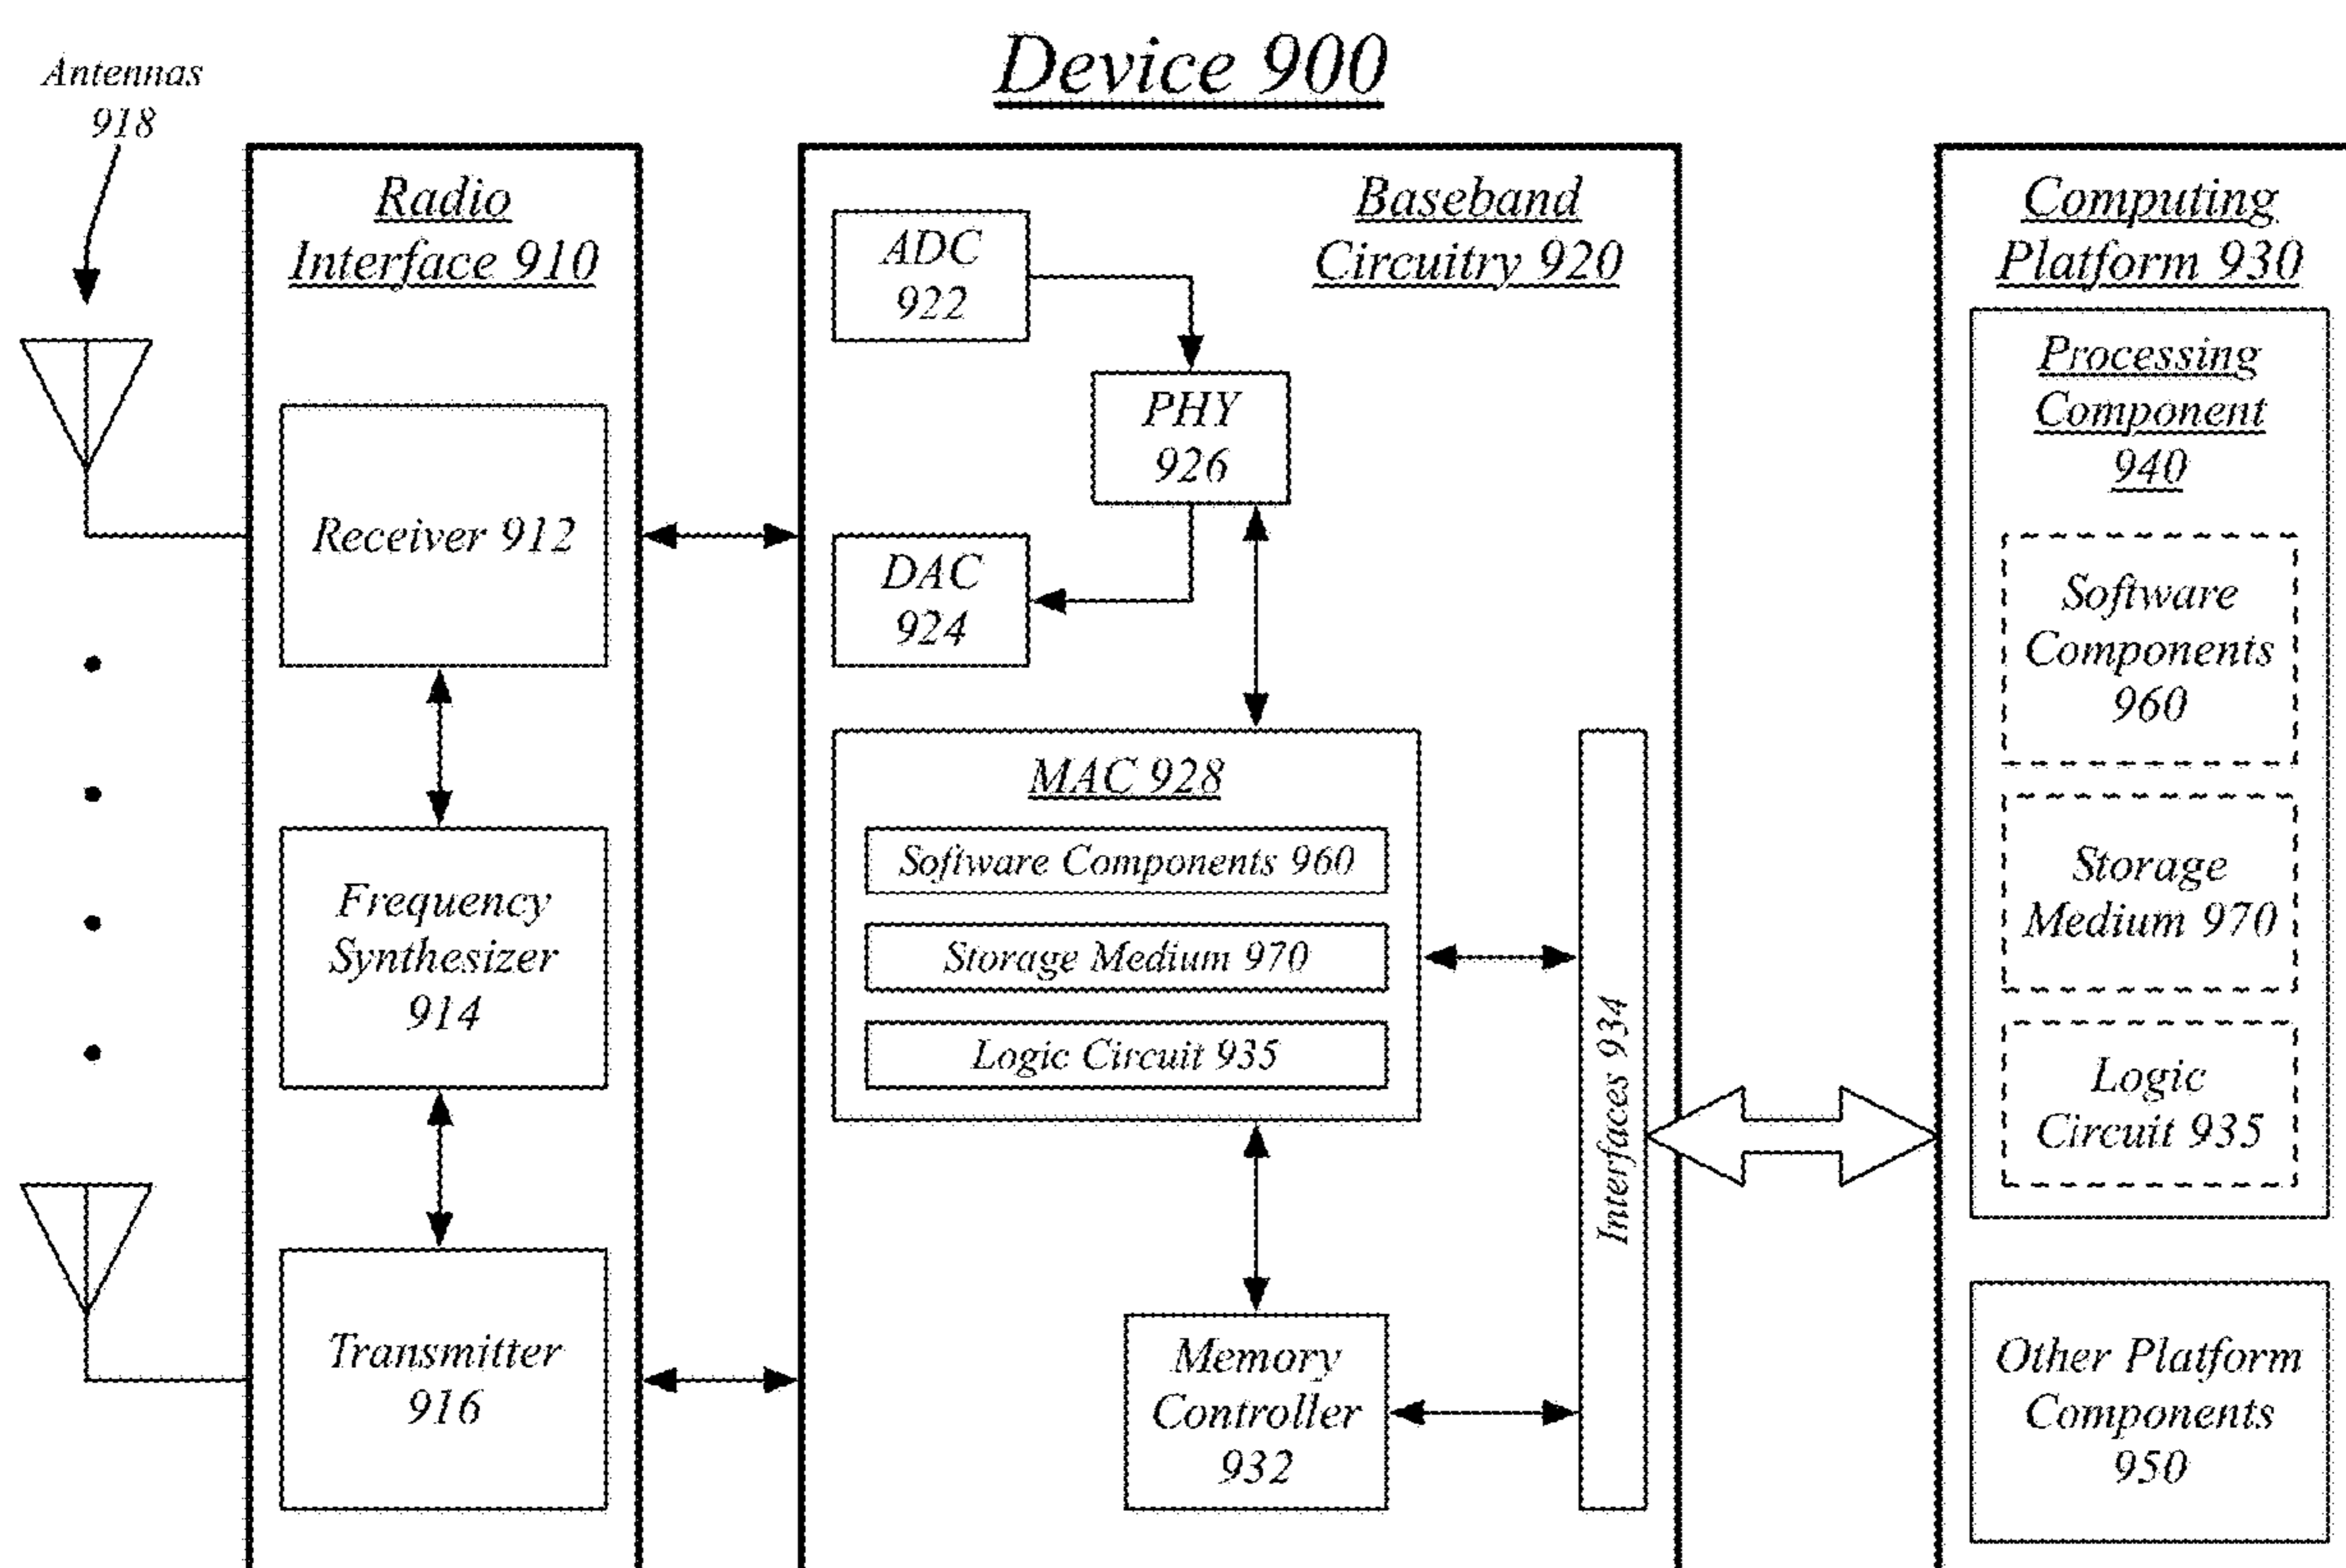 Device 900
Antennas
918
Radio
Interface 910
Receiver 912
Frequency
Synthesizer
914
Transmitter
916
Baseband
Circuitry 920
ADC
922
PHY
926
DAC
924
MAC 928
Software Components 960
Storage Medium 970
Logic Circuit 935
Interfaces 934
Memory
Controller
932
Computing
Platform 930
Processing
Component
940
Software
Components
960
Storage
Medium 970
Logic
Circuit 935
Other Platform
Components
950